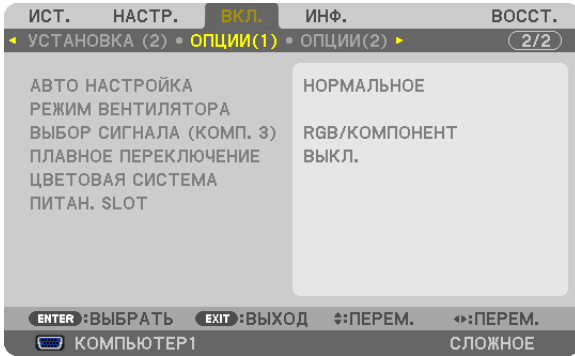 ИСТ. НАСТР. ВКЛ. ИНФ. ВОССТ.
УСТАНОВКА (2) • ОПЦИИ(1) • ОПЦИИ(2) 2/2
АВТО НАСТРОЙКА НОРМАЛЬНОЕ
РЕЖИМ ВЕНТИЛЯТОРА
ВЫБОР СИГНАЛА (КОМП. 3) RGB/КОМПОНЕНТ
ПЛАВНОЕ ПЕРЕКЛЮЧЕНИЕ ВЫКЛ.
ЦВЕТОВАЯ СИСТЕМА
ПИТАН. SLOT
ENTER :ВЫБРАТЬ EXIT :ВЫХОД :ПЕРЕМ. :ПЕРЕМ.
КОМПЬЮТЕР1 СЛОЖНОЕ